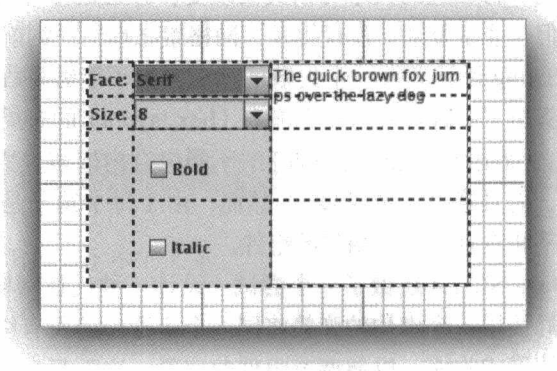 Face: Serif
The quick brown fox jum
ps over the lazy dog
Size: 8
Bold
Italic